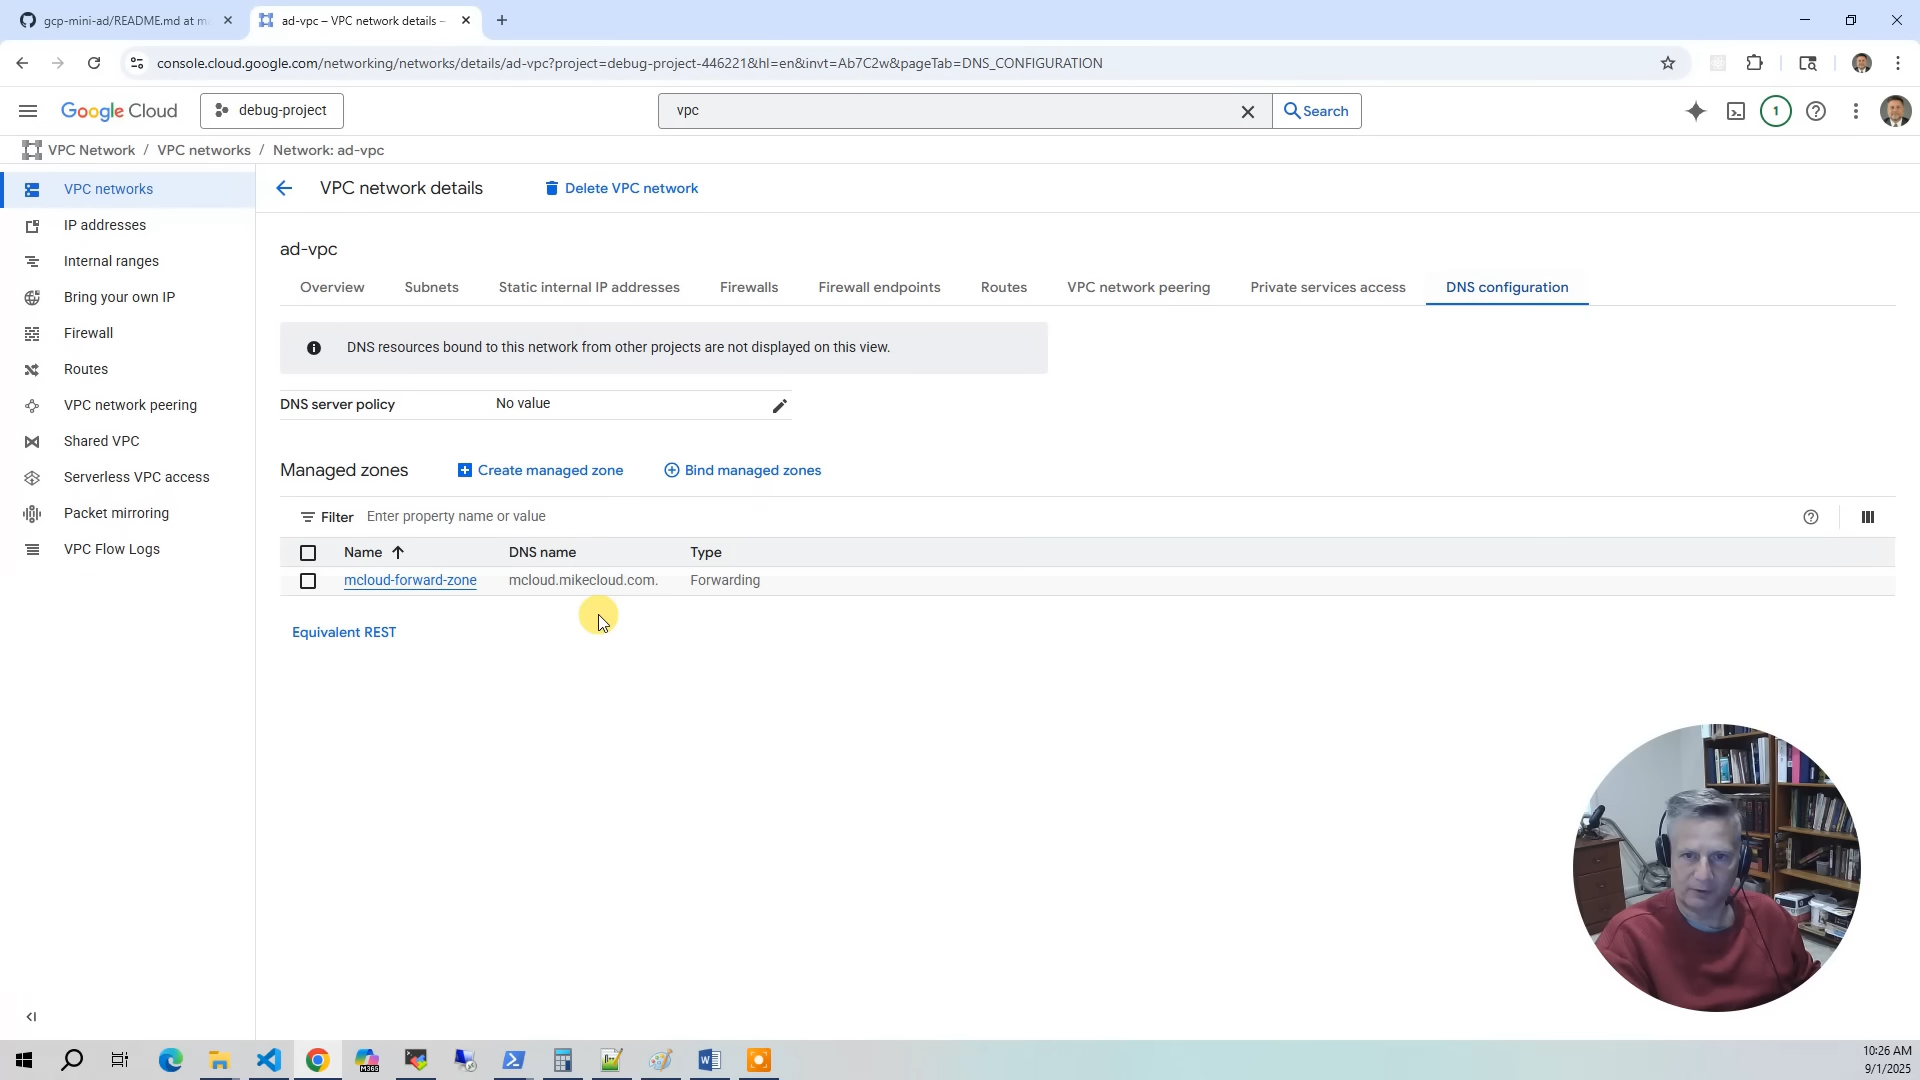 gcp-mini-ad/README.md at m
ad-vpc – VPC network details –
console.cloud.google.com/networking/networks/details/ad-vpc?project=debug-project-446221&hl=en&invt=Ab7C2w&pageTab=DNS_CONFIGURATION
Google Cloud
debug-project
vpc
Search
1
VPC Network / VPC networks / Network: ad-vpc
VPC networks
IP addresses
Internal ranges
Bring your own IP
Firewall
Routes
VPC network peering
Shared VPC
Serverless VPC access
Packet mirroring
VPC Flow Logs
VPC network details
Delete VPC network
ad-vpc
Overview
Subnets
Static internal IP addresses
Firewalls
Firewall endpoints
Routes
VPC network peering
Private services access
DNS configuration
DNS resources bound to this network from other projects are not displayed on this view.
DNS server policy
No value
Managed zones
Create managed zone
Bind managed zones
Filter
Enter property name or value
Name
DNS name
Type
mcloud-forward-zone
mcloud.mikecloud.com.
Forwarding
Equivalent REST
M365
10:26 AM
9/1/2025